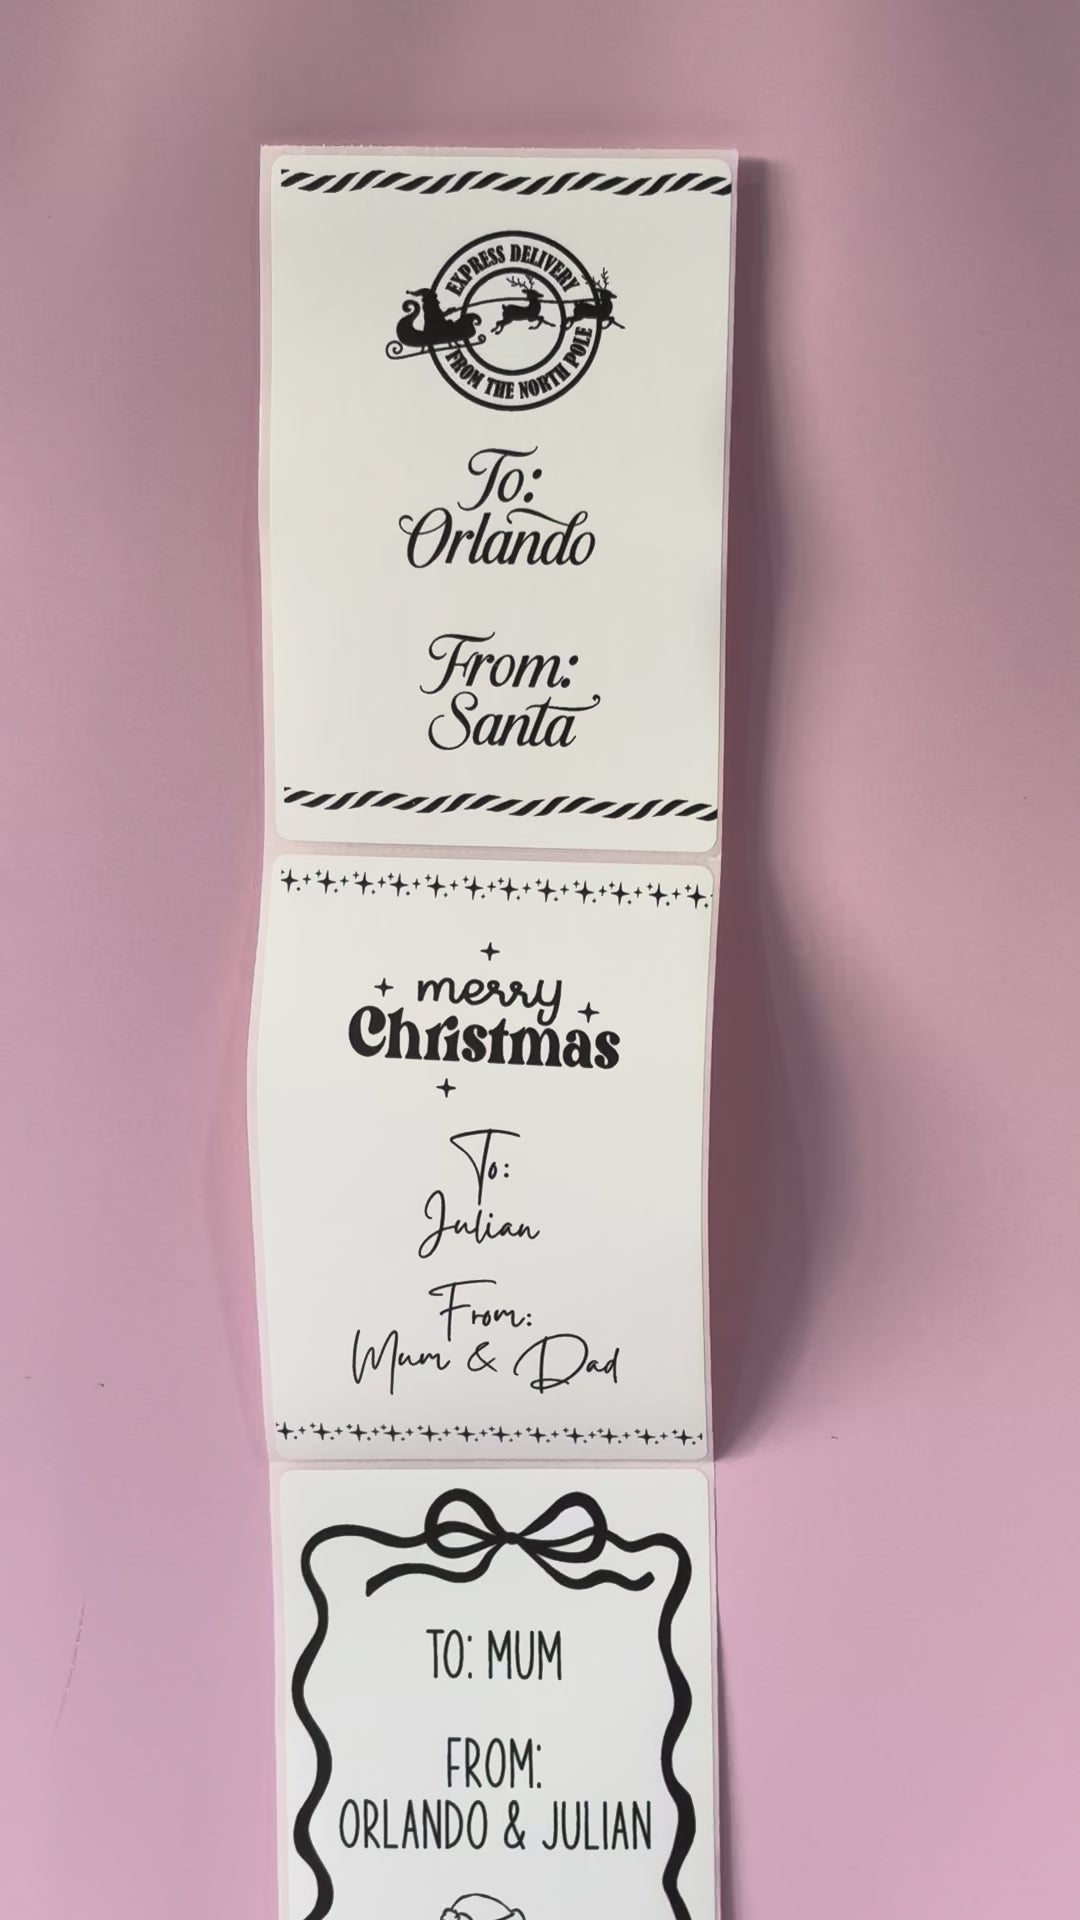 EXPRESS DELIVERY
FROM THE NORTH POLE
To:
Orlando
From:
Santa
merry
Christmas
To:
Julian
From:
Mum & Dad
TO: MUM
FROM:
ORLANDO & JULIAN